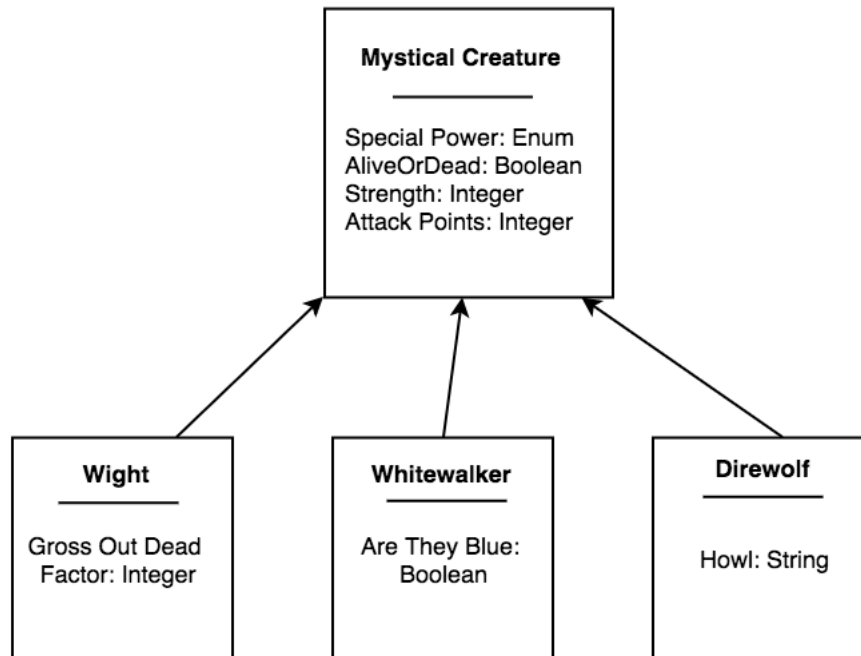 Mystical Creature
Special Power: Enum
AliveOrDead: Boolean
Strength: Integer
Attack Points: Integer
Wight
Gross Out Dead
Factor: Integer
Whitewalker
Are They Blue:
Boolean
Direwolf
Howl: String